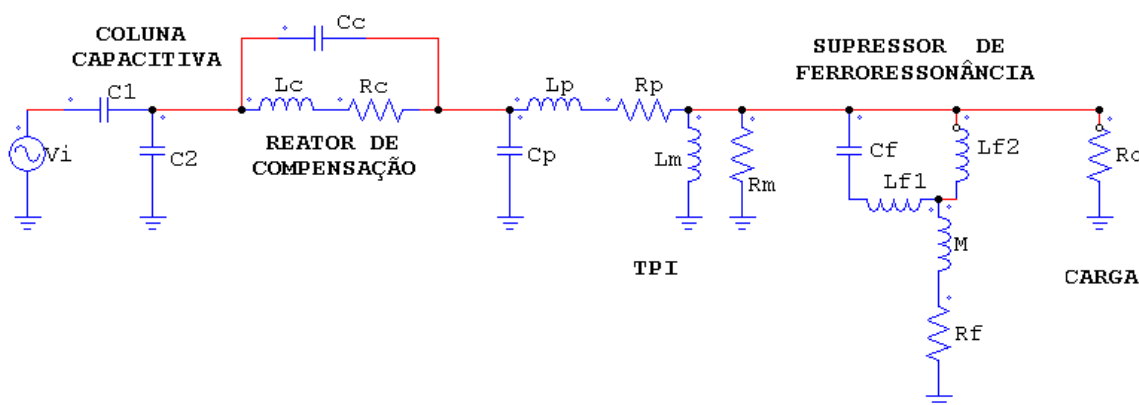 COLUNA
CAPACITIVA
Cc
SUPRESSOR DE
FERRORESSONÂNCIA
C1
Lc
Rc
Lp
Rp
Vi
C2
REATOR DE
COMPENSAÇÃO
Cp
Lm
Rm
Cf
Lf1
Lf2
Ro
M
TPI
CARGA
Rf